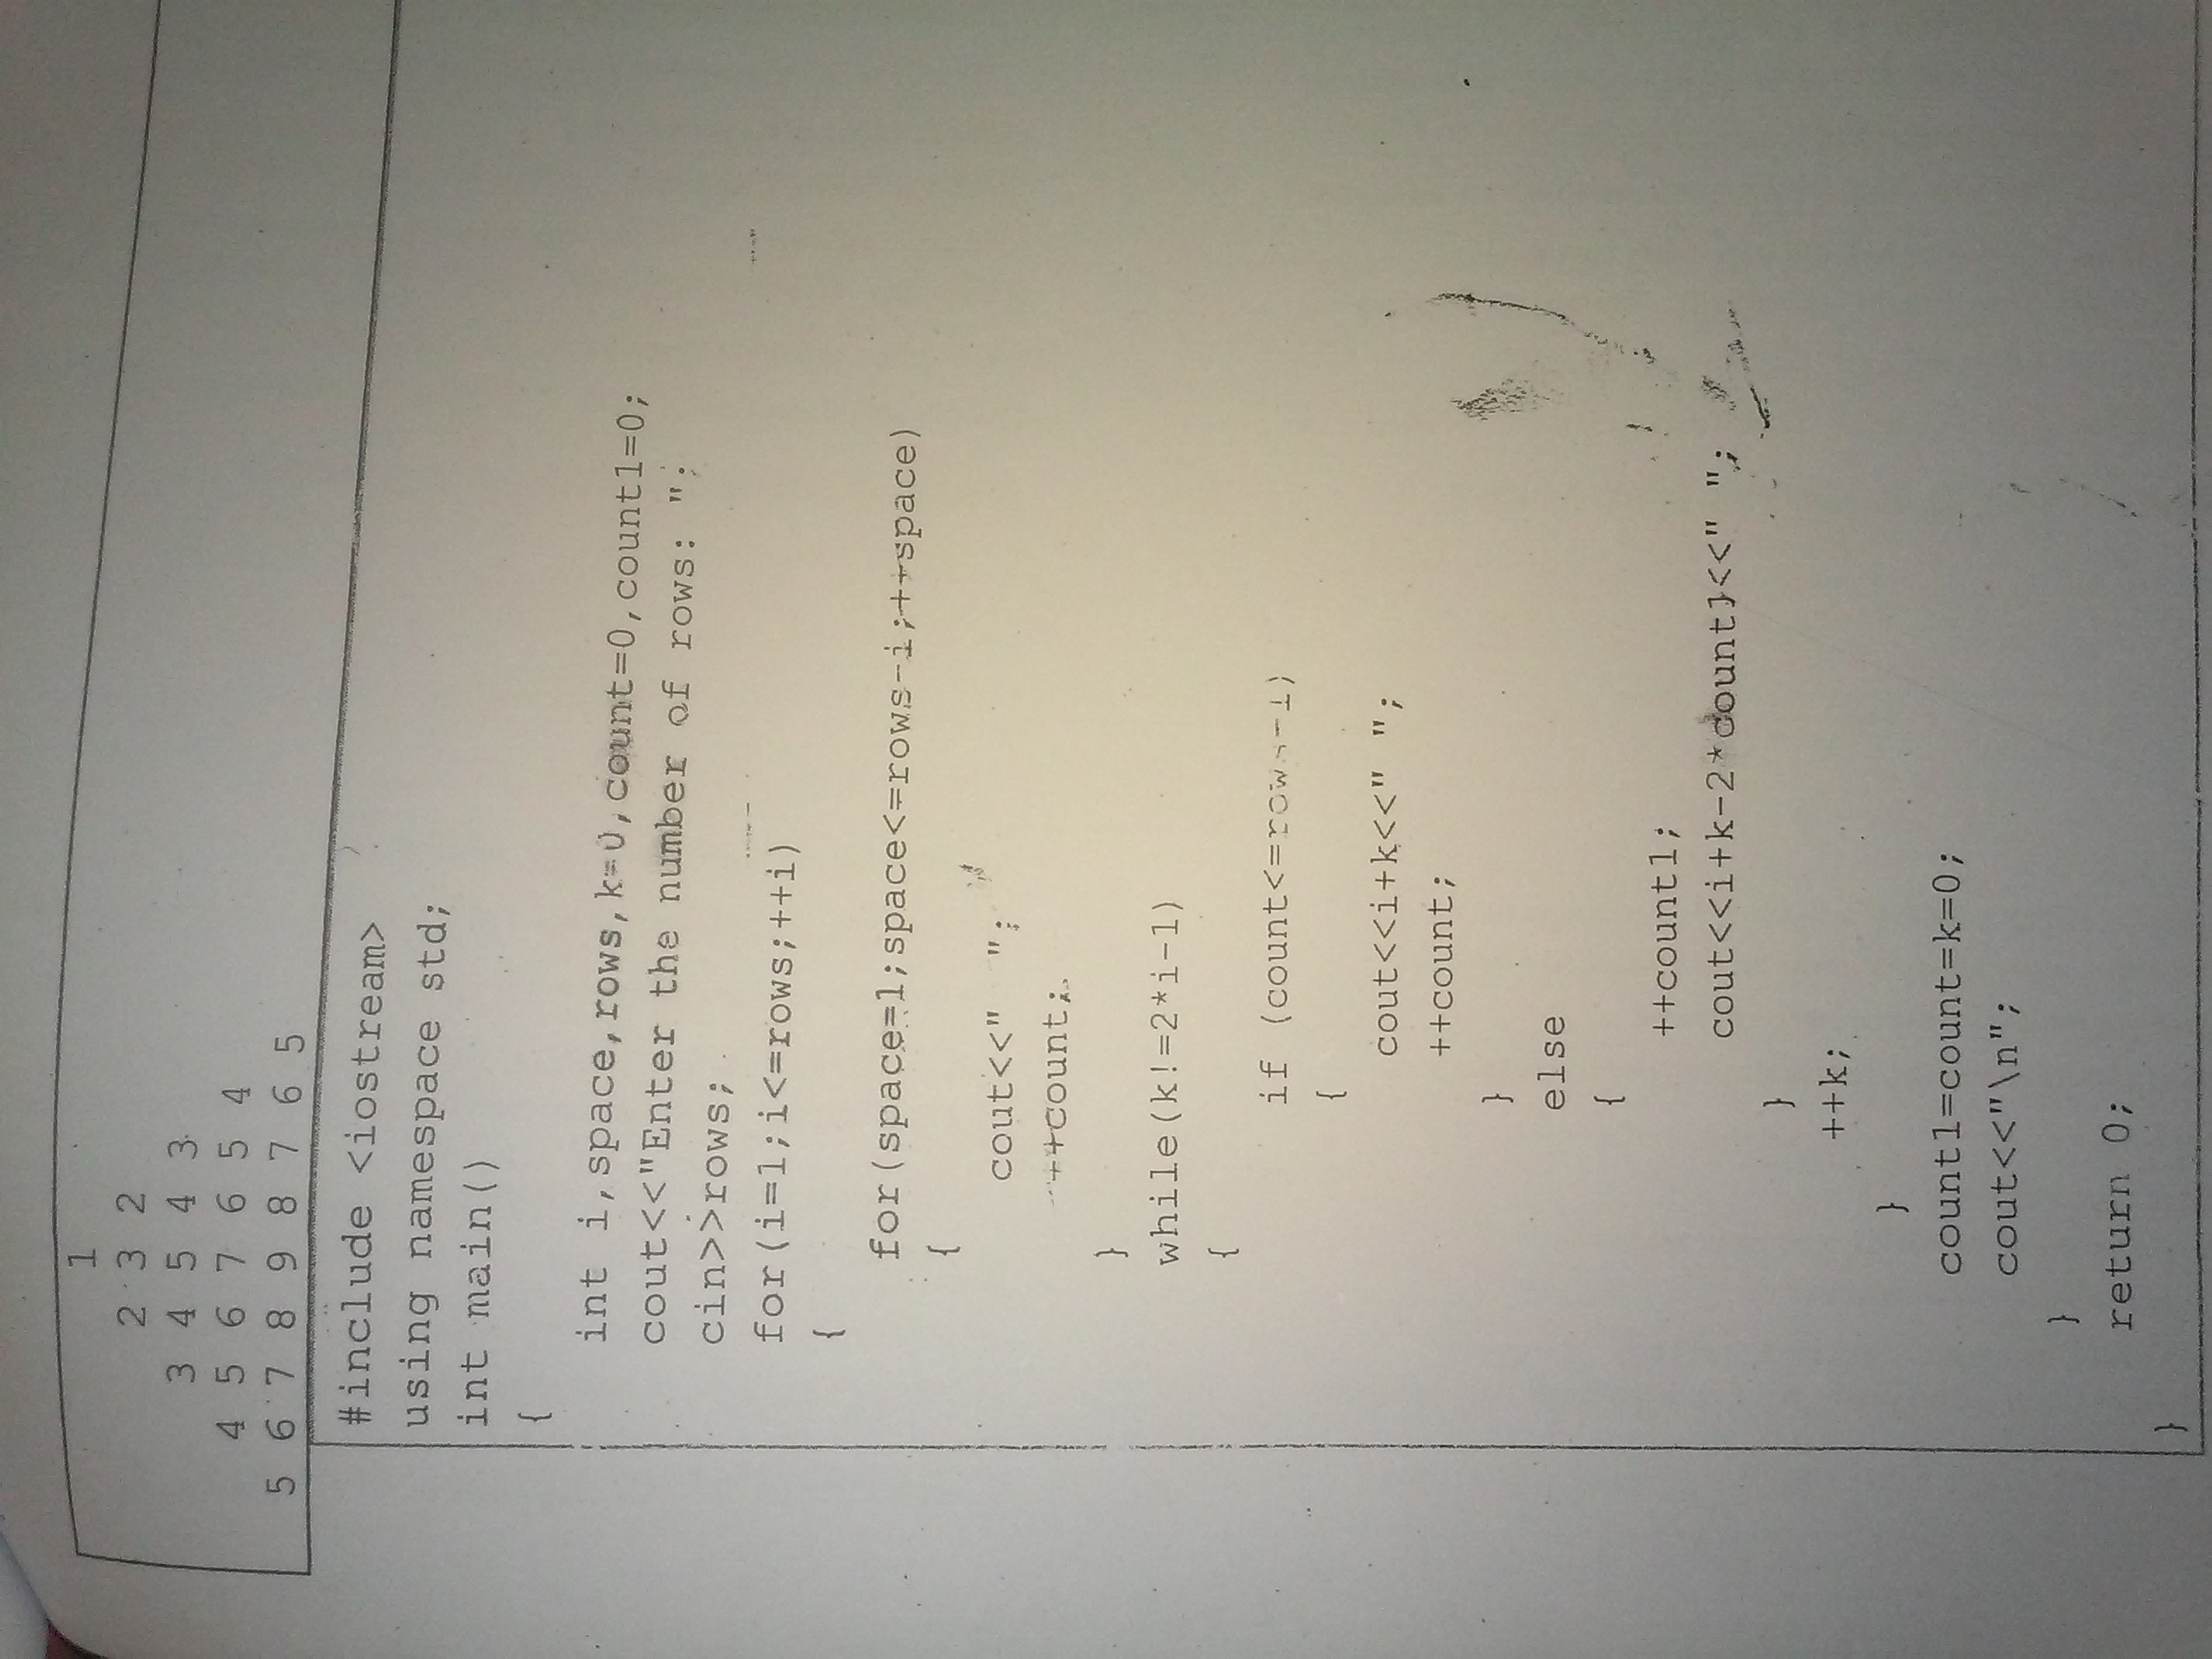 1
2 3 2
3 4 5 4 3
4 5 6 7 6 5 4
5 6 7 8 9 8 7 6 5
#include <iostream>
using namespace std;
int main()
{
int i,space,rows,k=0,count=0,count1=0;
cout<<"Enter the number of rows: ";
cin>>rows;
for(i=1;i<=rows;++i)
{
for(space=1;space<=rows-i;++space)
{
cout<<"  ";
++count;
}
while(k!=2*i-1)
{
if (count<=rows-1)
{
cout<<i+k<<" ";
++count;
}
else
{
++count1;
cout<<i+k-2*count1<<" ";
}
++k;
}
count1=count=k=0;
cout<<"\n";
}
return 0;
}